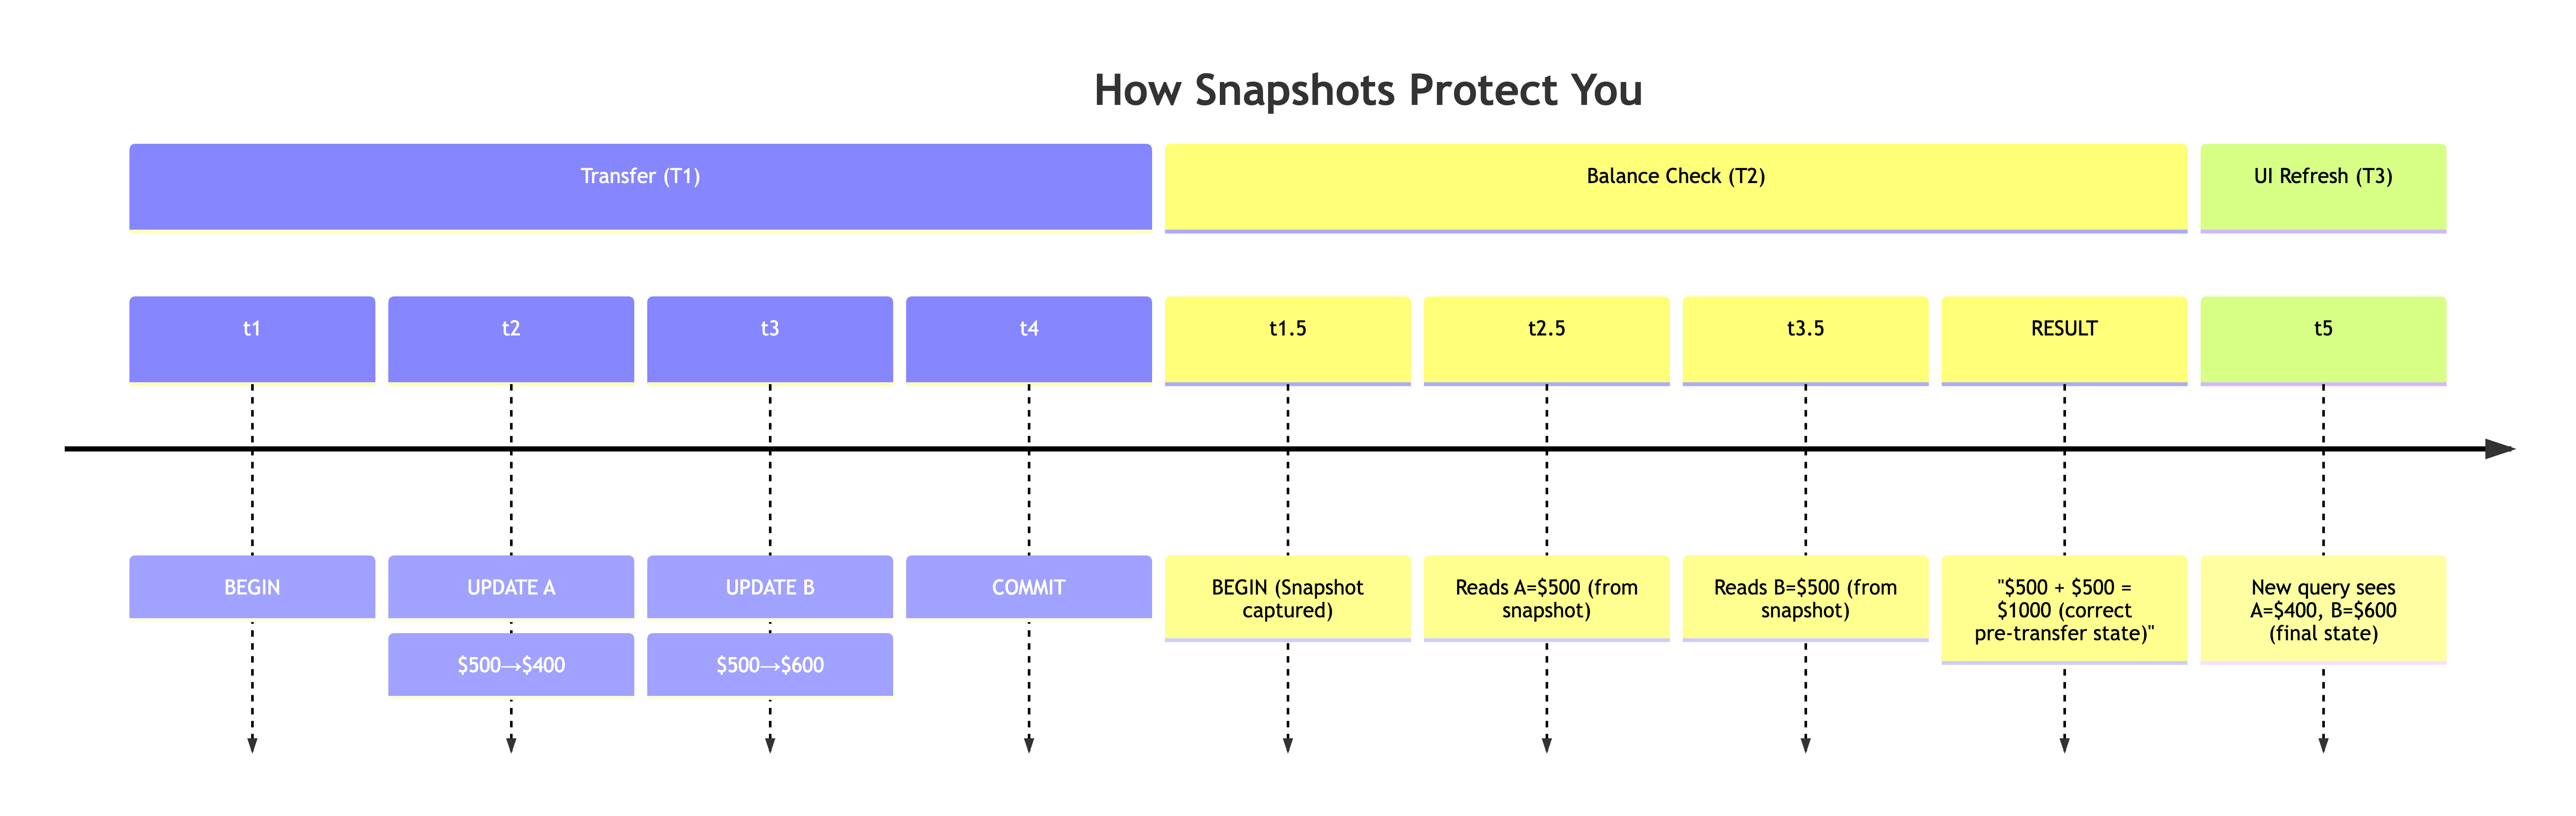 How Snapshots Protect You
Transfer (T1)
Balance Check (T2)
UI Refresh (T3)
t1
t2
t3
t4
t1.5
t2.5
t3.5
RESULT
t5
BEGIN
UPDATE A
$500→$400
UPDATE B
$500→$600
COMMIT
BEGIN (Snapshot
captured)
Reads A=$500 (from
snapshot)
Reads B=$500 (from
snapshot)
"$500 + $500 =
$1000 (correct
pre-transfer state)"
New query sees
A=$400, B=$600
(final state)